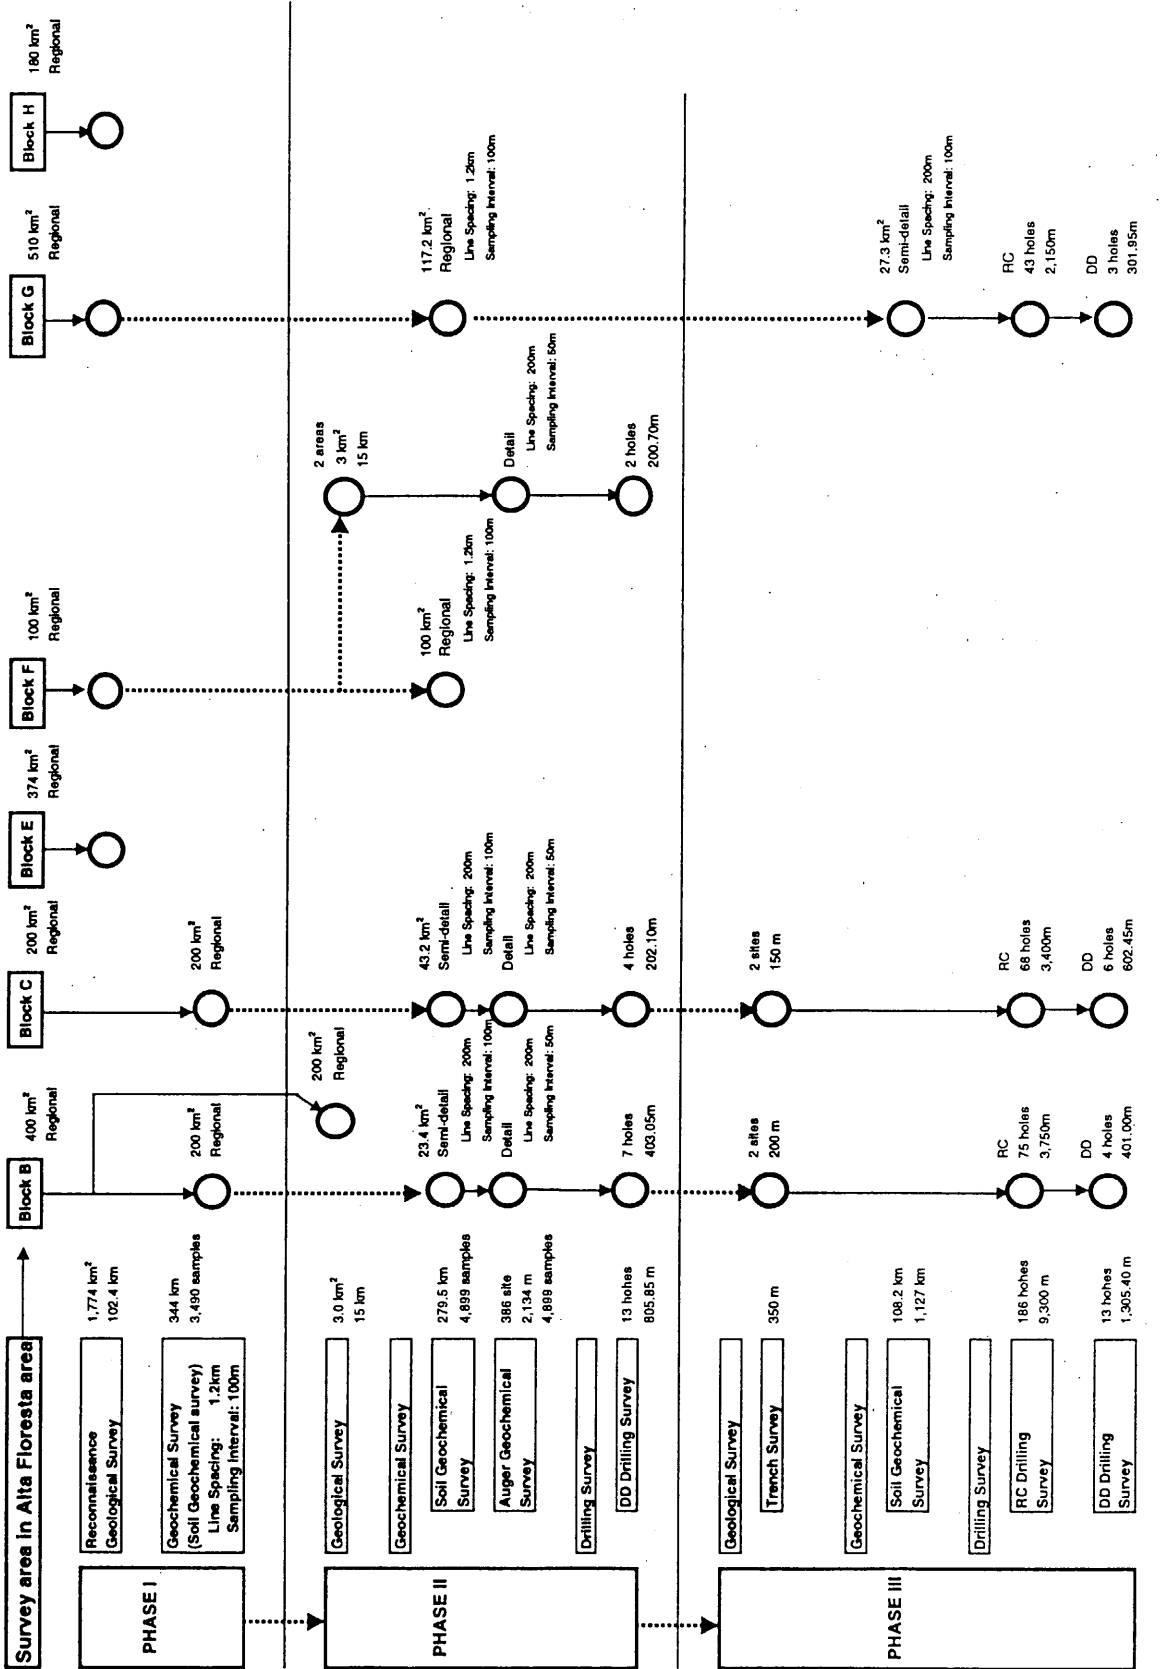 Survey area in Alta Floresta area
Block B
400 km²
Regional
Block C
200 km²
Regional
Block E
374 km²
Regional
Block F
100 km²
Regional
Block G
510 km²
Regional
Block H
180 km²
Regional
PHASE I
Reconnaissance
Geological Survey
1,774 km²
102.4 km
Geochemical Survey
(Soil Geochemical survey)
Line Spacing: 1.2km
Sampling Interval: 100m
344 km
3,490 samples
200 km²
Regional
200 km²
Regional
PHASE II
Geological Survey
3.0 km²
15 km
200 km²
Regional
2 areas
3 km²
15 km
Geochemical Survey
Soil Geochemical
Survey
279.5 km
4,899 samples
23.4 km²
Semi-detail
Line Spacing: 200m
Sampling Interval: 100m
43.2 km²
Semi-detail
Line Spacing: 200m
Sampling Interval: 100m
100 km²
Regional
Line Spacing: 1.2km
Sampling Interval: 100m
117.2 km²
Regional
Line Spacing: 1.2km
Sampling Interval: 100m
Auger Geochemical
Survey
386 site
2,134 m
4,899 samples
Detail
Line Spacing: 200m
Sampling Interval: 50m
Detail
Line Spacing: 200m
Sampling Interval: 50m
Detail
Line Spacing: 200m
Sampling Interval: 50m
Drilling Survey
DD Drilling Survey
13 hohes
805.85 m
7 holes
403.05m
4 holes
202.10m
2 holes
200.70m
PHASE III
Geological Survey
Trench Survey
350 m
2 sites
200 m
2 sites
150 m
Geochemical Survey
Soil Geochemical
Survey
108.2 km
1,127 km
27.3 km²
Semi-detail
Line Spacing: 200m
Sampling Interval: 100m
Drilling Survey
RC Drilling
Survey
186 hohes
9,300 m
RC
75 holes
3,750m
RC
68 holes
3,400m
RC
43 holes
2,150m
DD Drilling
Survey
13 hohes
1,305.40 m
DD
4 holes
401.00m
DD
6 holes
602.45m
DD
3 holes
301.95m